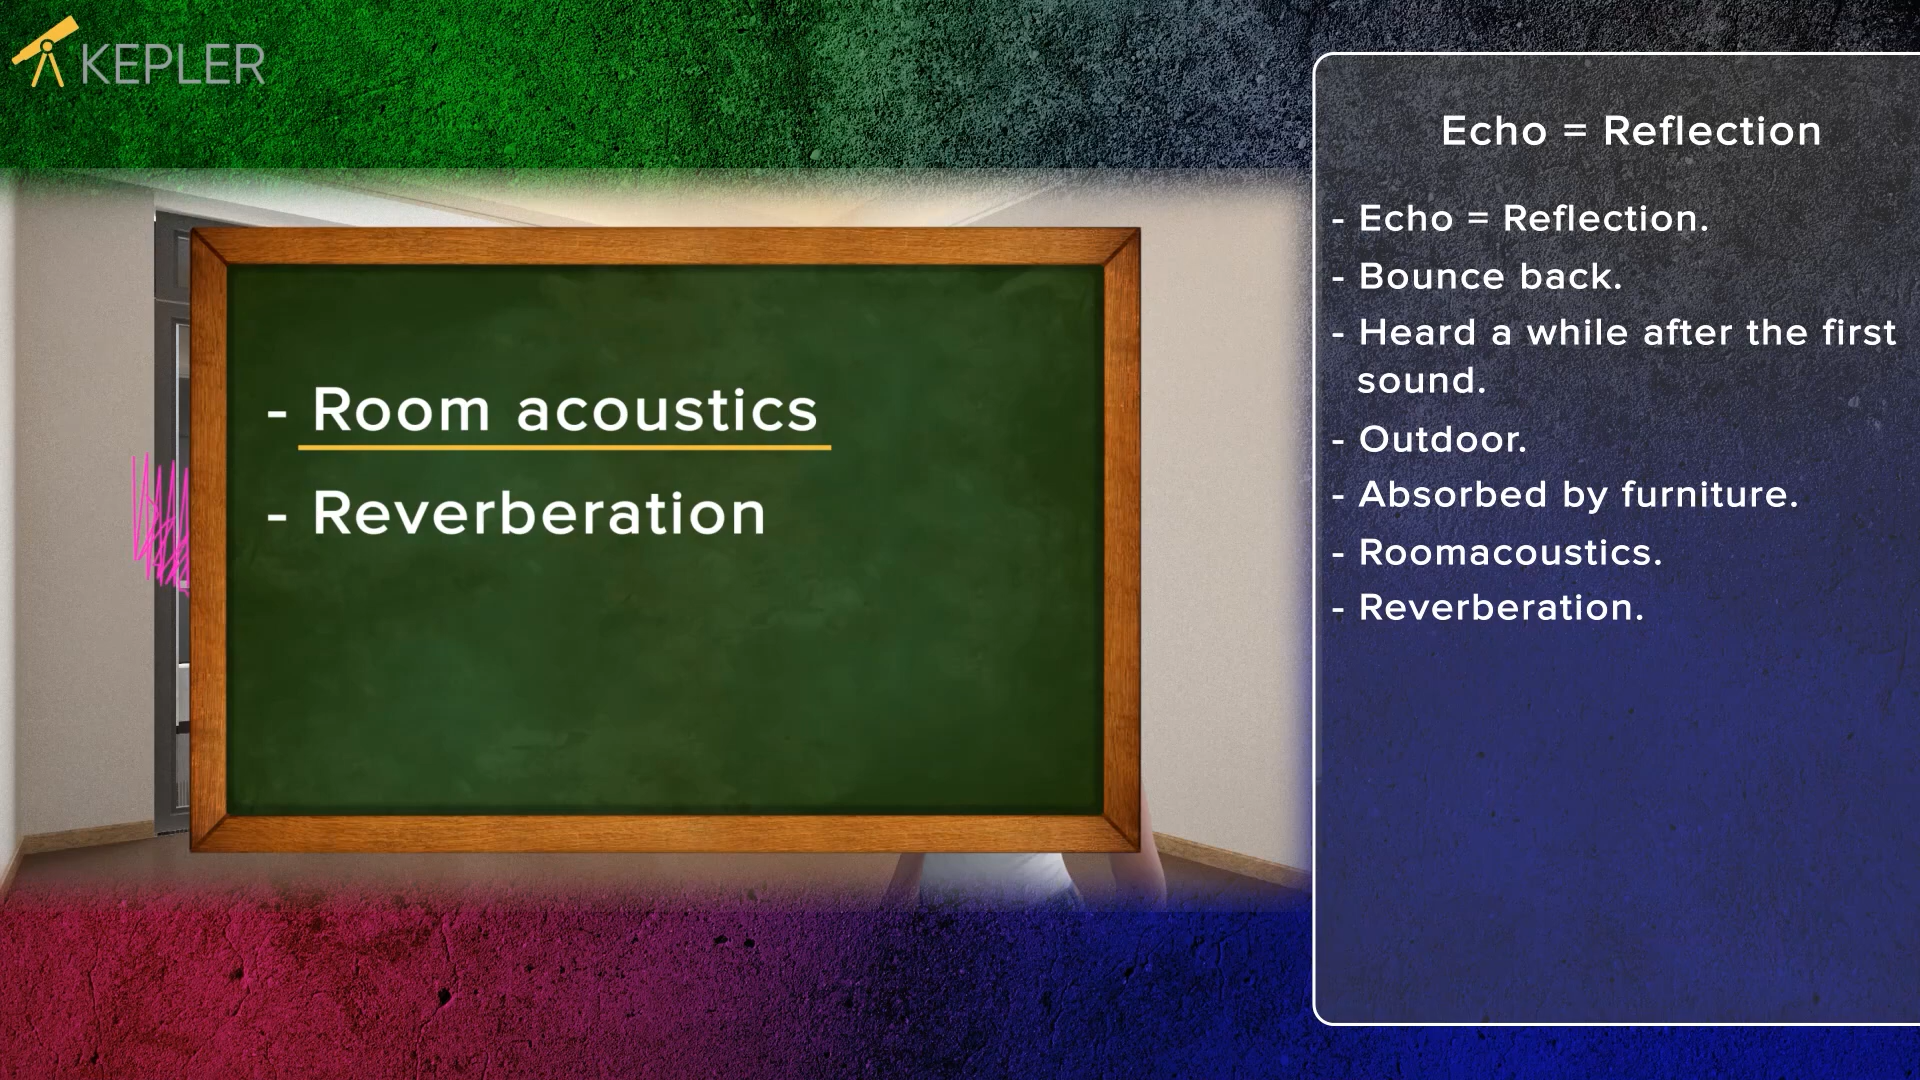 KEPLER
- Room acoustics
- Reverberation
Echo = Reflection
- Echo = Reflection.
- Bounce back.
- Heard a while after the first
sound.
- Outdoor.
- Absorbed by furniture.
- Roomacoustics.
- Reverberation.